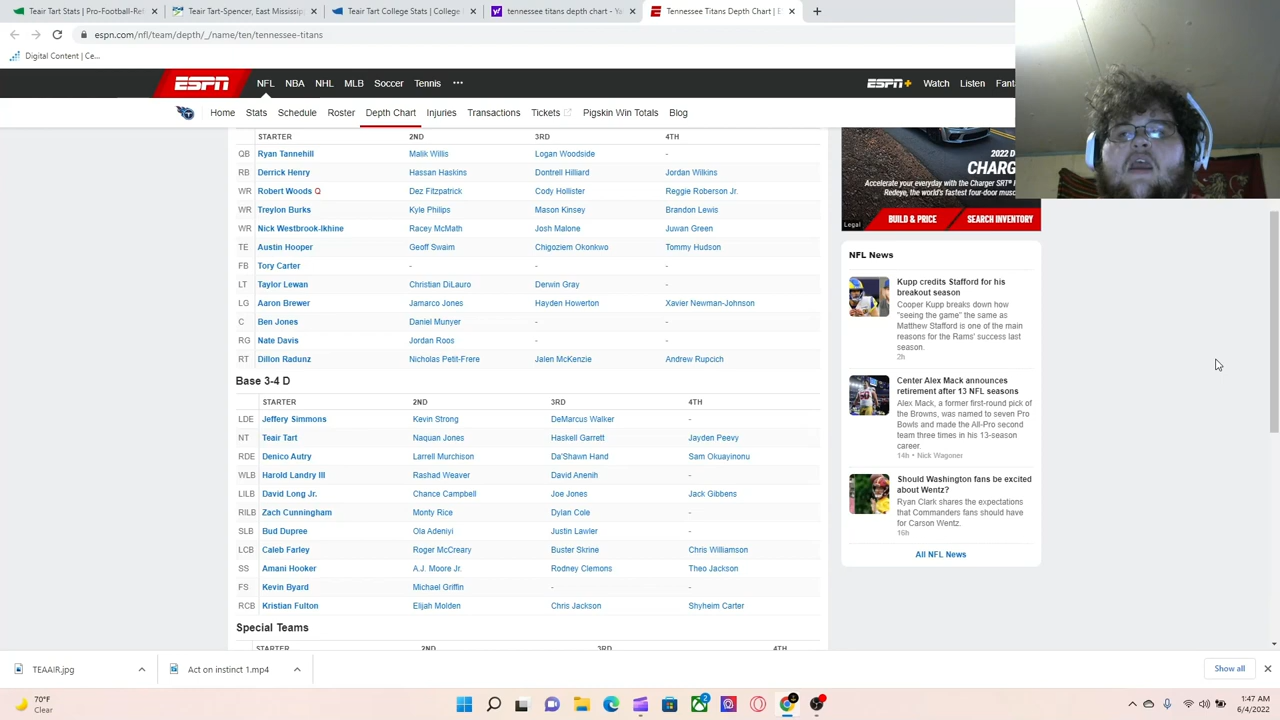 Teair Tart Stats |
Teair Tart-Spencer - T
Teair Tart College Stats
tennessee titans depth chart - Ya
Tennessee Titans Depth Chart | E
espn.com/nfl/team/depth/_/name/ten/tennessee-titans
Digital Content | Ce...
ESPN NFL NBA NHL MLB Soccer Tennis ••• ESPN+ Watch Listen Fant
Home Stats Schedule Roster Depth Chart Injuries Transactions Tickets Pigskin Win Totals Blog
STARTER 2ND 3RD 4TH
QB Ryan Tannehill Malik Willis Logan Woodside -
RB Derrick Henry Hassan Haskins Dontrell Hilliard Jordan Wilkins
WR Robert Woods Q Dez Fitzpatrick Cody Hollister Reggie Roberson Jr.
WR Treylon Burks Kyle Philips Mason Kinsey Brandon Lewis
WR Nick Westbrook-Ikhine Racey McMath Josh Malone Juwan Green
TE Austin Hooper Geoff Swaim Chigoziem Okonkwo Tommy Hudson
FB Tory Carter - - -
LT Taylor Lewan Christian DiLauro Derwin Gray -
LG Aaron Brewer Jamarco Jones Hayden Howerton Xavier Newman-Johnson
C Ben Jones Daniel Munyer - -
RG Nate Davis Jordan Roos - -
RT Dillon Radunz Nicholas Petit-Frere Jalen McKenzie Andrew Rupcich
Base 3-4 D
STARTER 2ND 3RD 4TH
LDE Jeffery Simmons Kevin Strong DeMarcus Walker -
NT Teair Tart Naquan Jones Haskell Garrett Jayden Peevy
RDE Denico Autry Larrell Murchison Da'Shawn Hand Sam Okuayinonu
WLB Harold Landry III Rashad Weaver David Anenih -
LILB David Long Jr. Chance Campbell Joe Jones Jack Gibbens
RILB Zach Cunningham Monty Rice Dylan Cole -
SLB Bud Dupree Ola Adeniyi Justin Lawler -
LCB Caleb Farley Roger McCreary Buster Skrine Chris Williamson
SS Amani Hooker A.J. Moore Jr. Rodney Clemons Theo Jackson
FS Kevin Byard Michael Griffin - -
RCB Kristian Fulton Elijah Molden Chris Jackson Shyheim Carter
Special Teams
STARTER 2ND 3RD 4TH
2022 D
CHARG
Accelerate your everyday with the Charger SRT®
Redeye, the world's fastest four-door mus
Legal
BUILD & PRICE SEARCH INVENTORY
NFL News
Kupp credits Stafford for his
breakout season
Cooper Kupp breaks down how
"seeing the game" the same as
Matthew Stafford is one of the main
reasons for the Rams' success last
season.
2h
Center Alex Mack announces
retirement after 13 NFL seasons
Alex Mack, a former first-round pick of
the Browns, was named to seven Pro
Bowls and made the All-Pro second
team three times in his 13-season
career.
14h • Nick Wagoner
Should Washington fans be excited
about Wentz?
Ryan Clark shares the expectations
that Commanders fans should have
for Carson Wentz.
16h
All NFL News
TEAAIR.jpg
Act on instinct 1.mp4
Show all
70°F
Clear
2
1:47 AM
6/4/2022